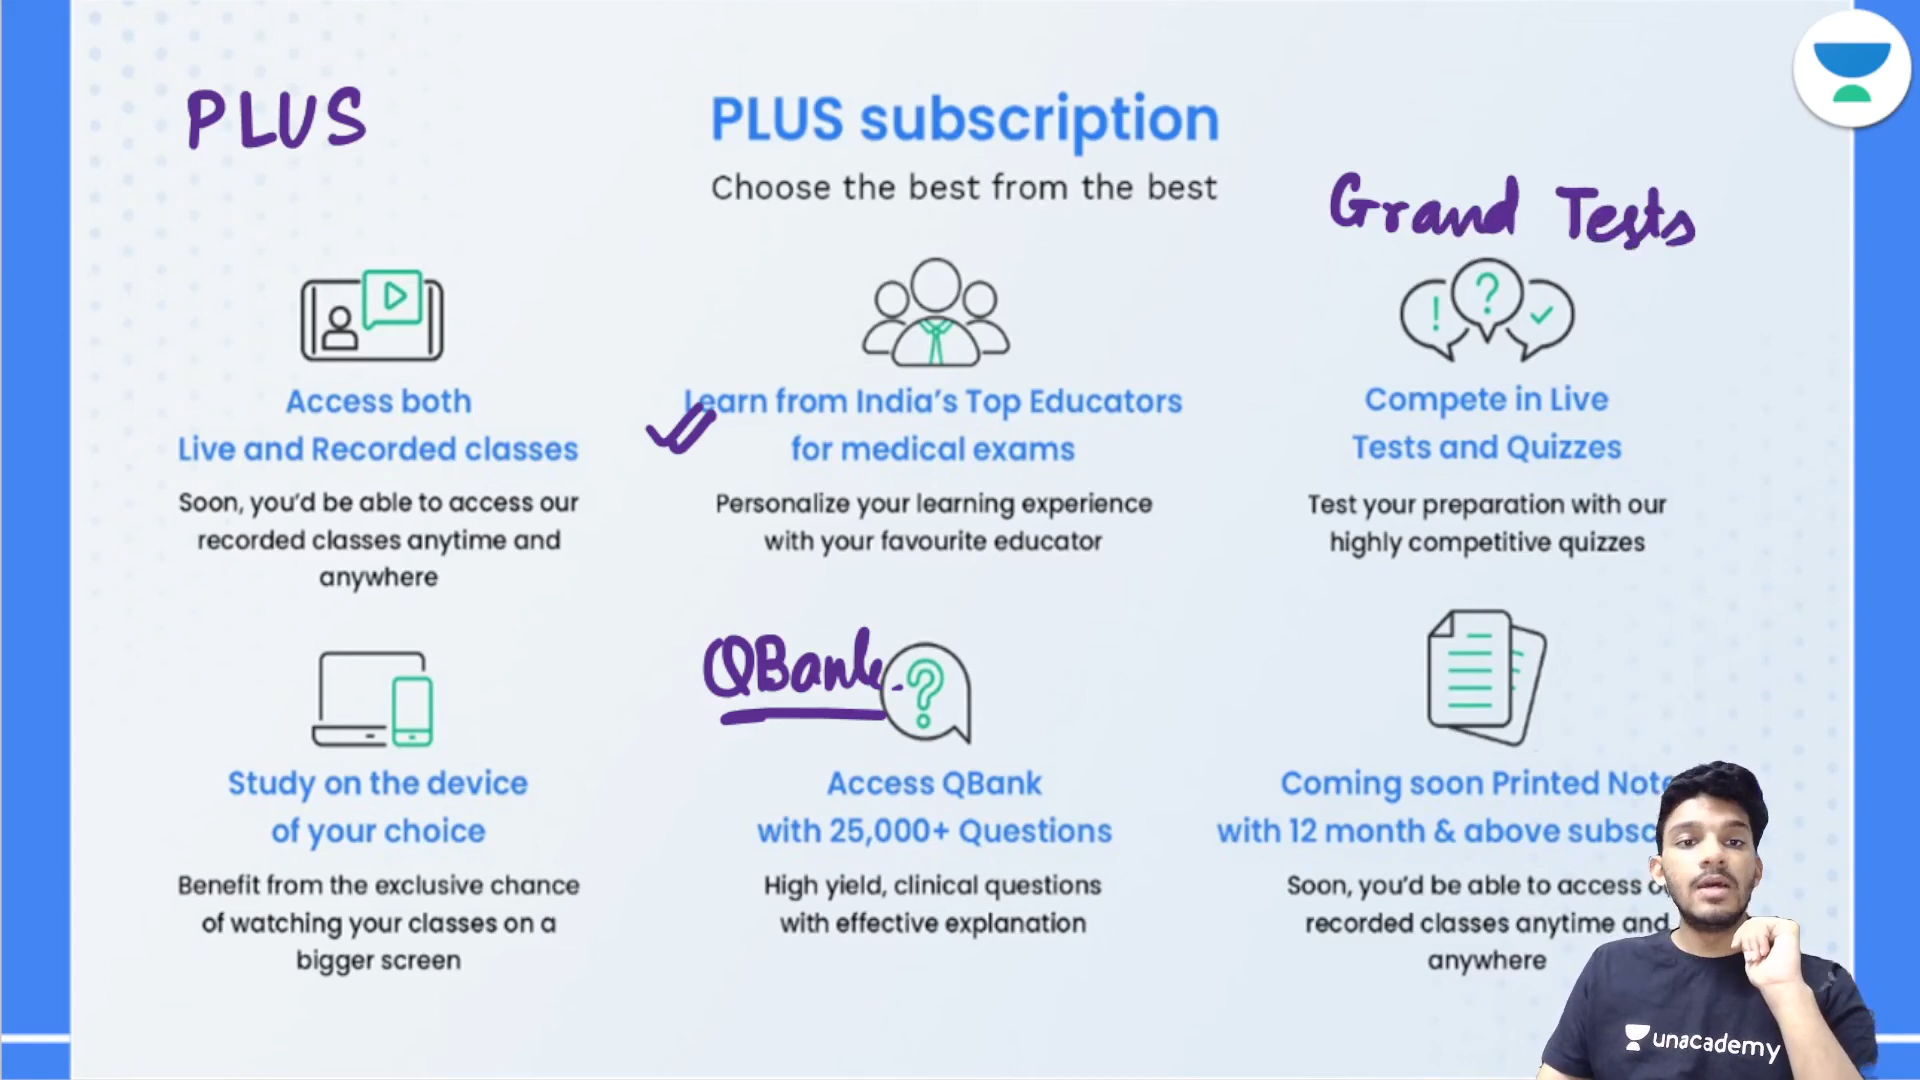 PLUS
PLUS subscription
Choose the best from the best
Grand Tests
Access both
Live and Recorded classes
Soon, you'd be able to access our
recorded classes anytime and
anywhere
Learn from India's Top Educators
for medical exams
Personalize your learning experience
with your favourite educator
Compete in Live
Tests and Quizzes
Test your preparation with our
highly competitive quizzes
Study on the device
of your choice
Benefit from the exclusive chance
of watching your classes on a
bigger screen
QBank
Access QBank
with 25,000+ Questions
High yield, clinical questions
with effective explanation
Coming soon Printed Note
with 12 month & above subsc
Soon, you'd be able to access
recorded classes anytime and
anywhere
unacademy